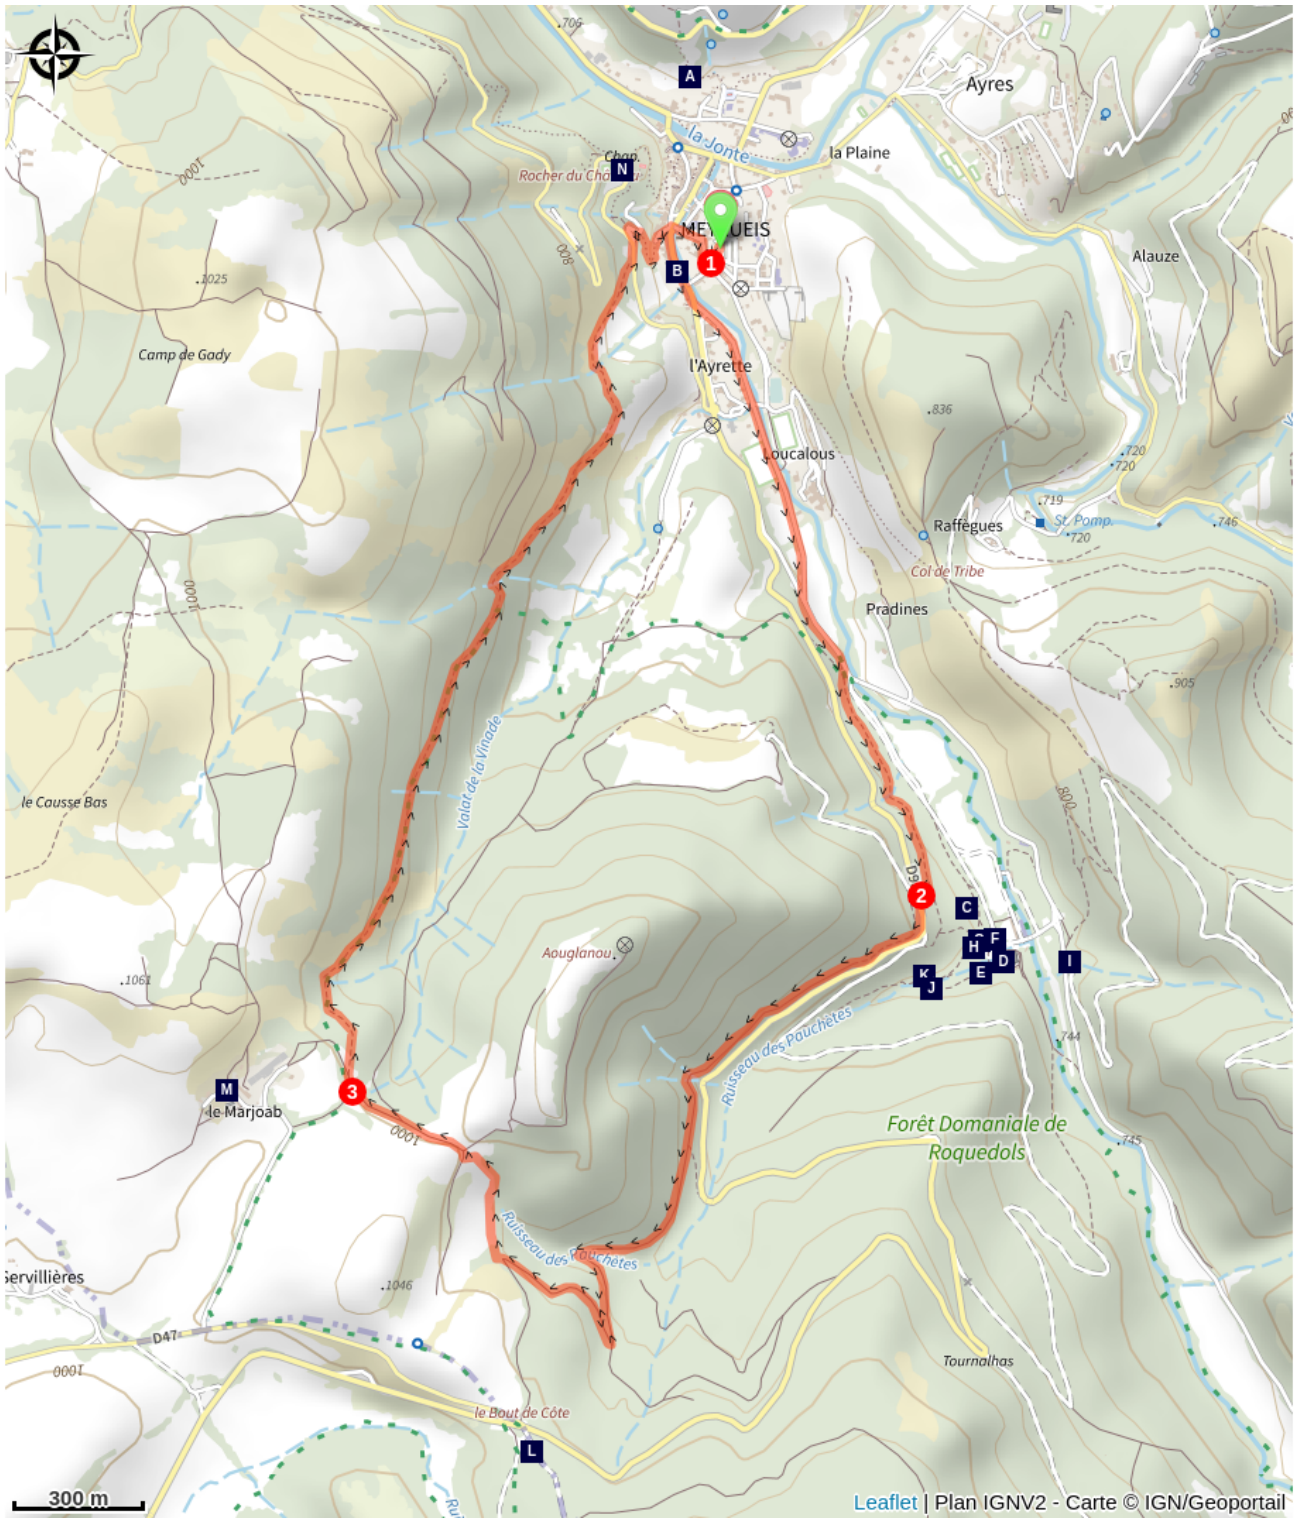 .706
A
Ayres
la Jonte
la Plaine
Chap.
N
1000
MEY
UEIS
800
1
B
Alauze
.1025
Camp de Gady
l'Ayrette
.836
oucalous
.720
.720
.719
St. Pomp.
.746
Raffègues
.720
Col de Tribe
1000
Pradines
.905
Valat de la Vinade
le Causse Bas
800
D9
2
C
F
H
D
I
E
K
J
Aouglanou.
.1061
Ruisseau des Pauchètes
.744
M
le Marjoab
3
1000
Forêt Domaniale de
Roquedols
.745
Ruisseau des Pauchètes
Servillières
.1046
D47
1000
Tournalhas
le Bout de Côte
L
300 m
Leaflet | Plan IGNV2 - Carte © IGN/Geoportail